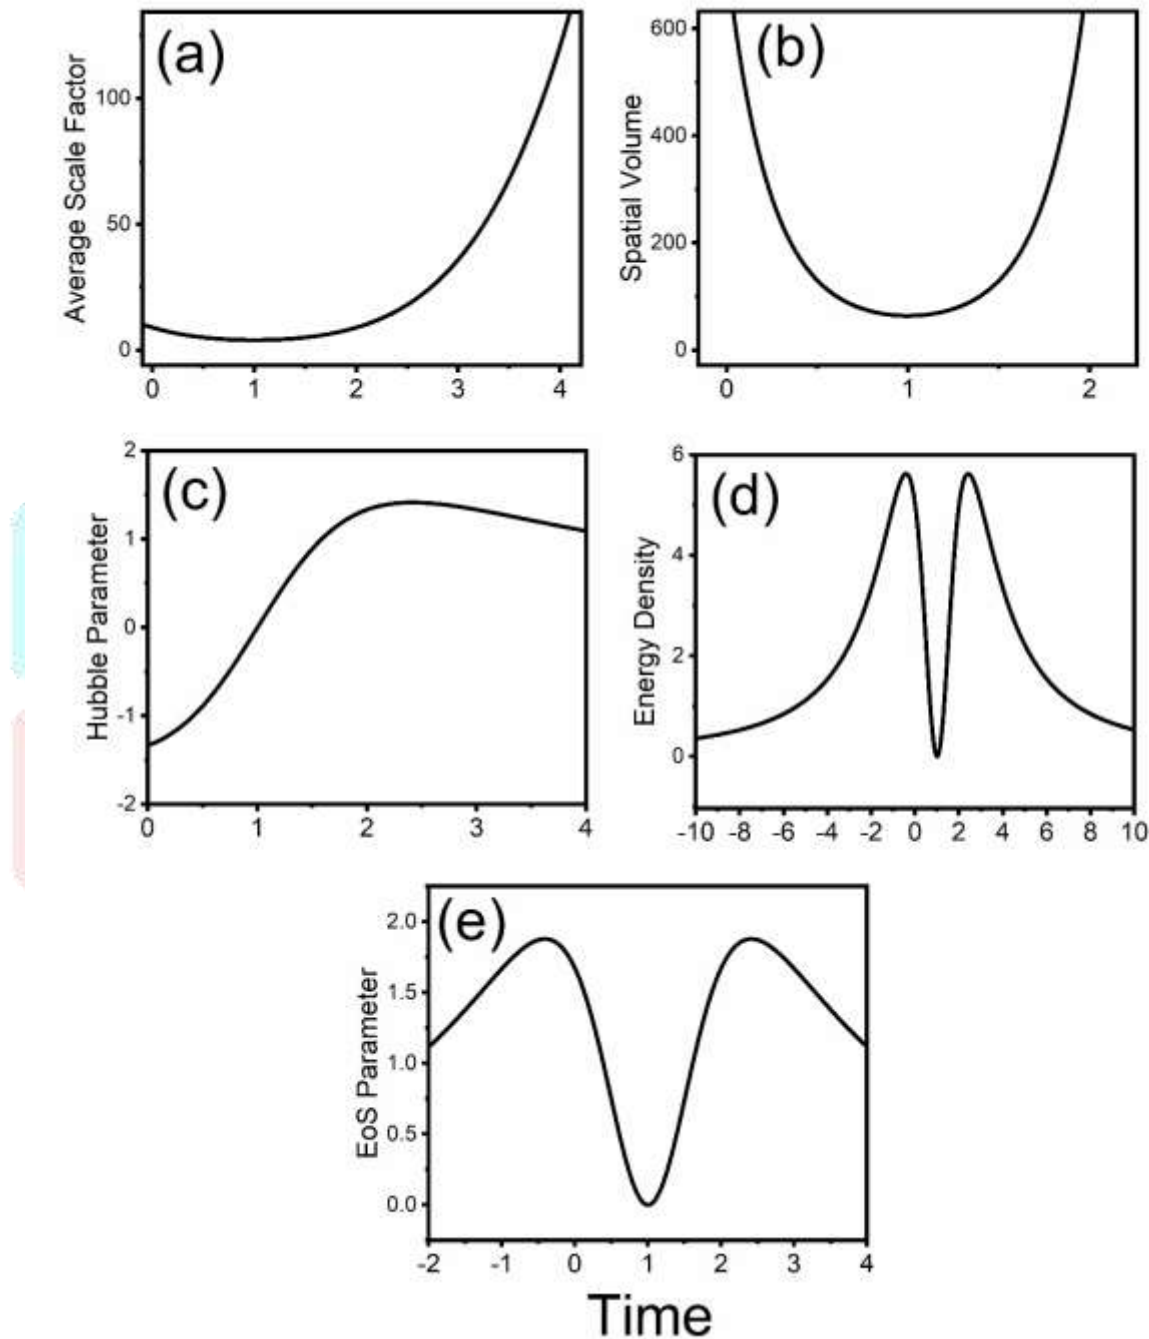 (a)
Average Scale Factor
100
50
0
0 1 2 3 4
(b)
Spatial Volume
600
400
200
0
0 1 2
(c)
Hubble Parameter
2
1
0
-1
-2
0 1 2 3 4
(d)
Energy Density
6
4
2
0
-10 -8 -6 -4 -2 0 2 4 6 8 10
(e)
EoS Parameter
2.0
1.5
1.0
0.5
0.0
-2 -1 0 1 2 3 4
Time